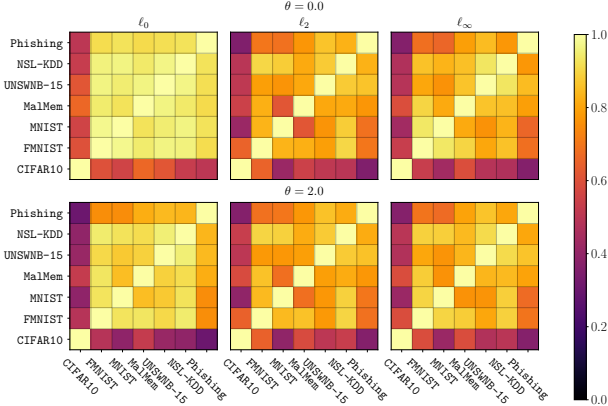 θ = 0.0
ℓ₀ ℓ₂ ℓ∞
Phishing
NSL-KDD
UNSWNB-15
MalMem
MNIST
FMNIST
CIFAR10
θ = 2.0
Phishing
NSL-KDD
UNSWNB-15
MalMem
MNIST
FMNIST
CIFAR10
CIFAR10 FMNIST MNIST MalMem UNSWNB-15 NSL-KDD Phishing CIFAR10 FMNIST MNIST MalMem UNSWNB-15 NSL-KDD Phishing CIFAR10 FMNIST MNIST MalMem UNSWNB-15 NSL-KDD Phishing
1.0
0.8
0.6
0.4
0.2
0.0